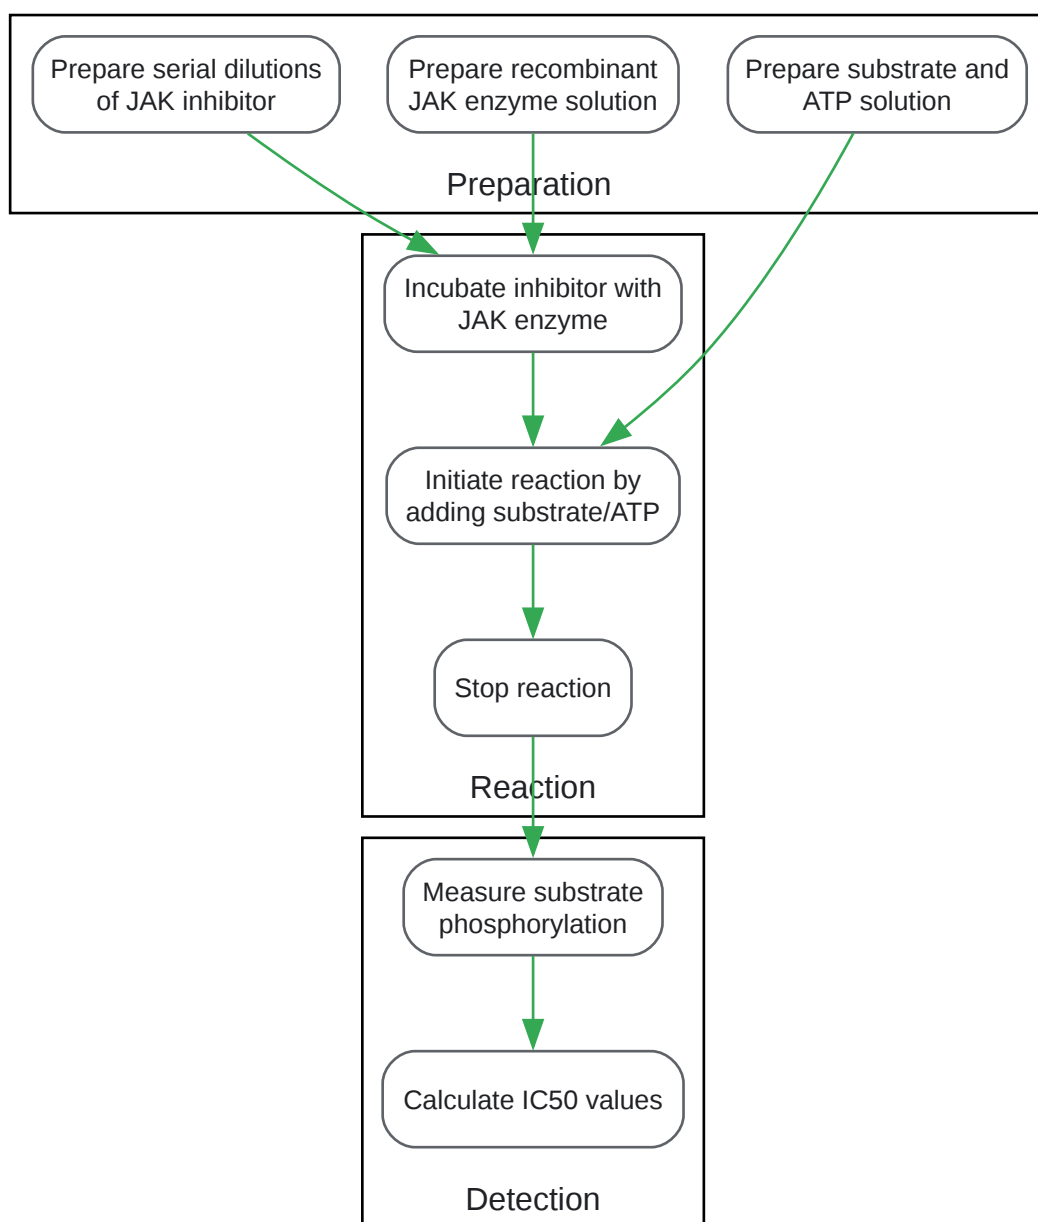 Prepare serial dilutions
of JAK inhibitor
Prepare recombinant
JAK enzyme solution
Prepare substrate and
ATP solution
Preparation
Incubate inhibitor with
JAK enzyme
Initiate reaction by
adding substrate/ATP
Stop reaction
Reaction
Measure substrate
phosphorylation
Calculate IC50 values
Detection